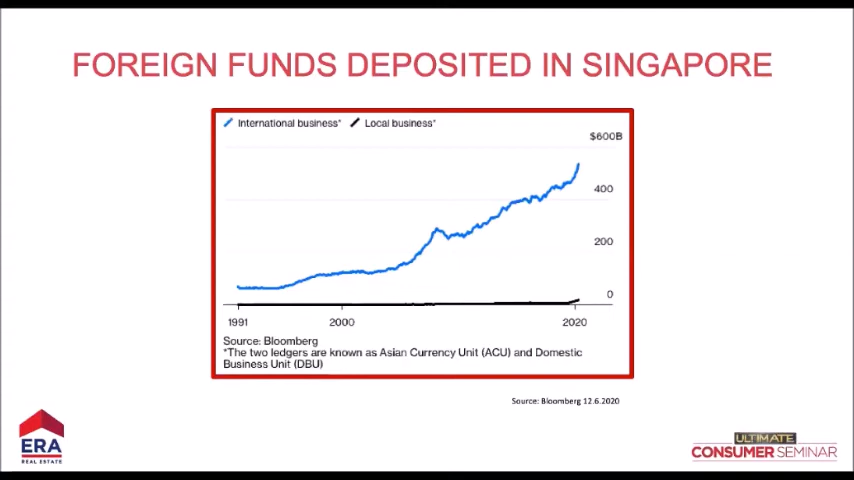 FOREIGN FUNDS DEPOSITED IN SINGAPORE
International business* Local business*
$600B
400
200
0
1991 2000 2020
Source: Bloomberg
*The two ledgers are known as Asian Currency Unit (ACU) and Domestic
Business Unit (DBU)
Source: Bloomberg 12.6.2020
ERA
REAL ESTATE
ULTIMATE
CONSUMER SEMINAR